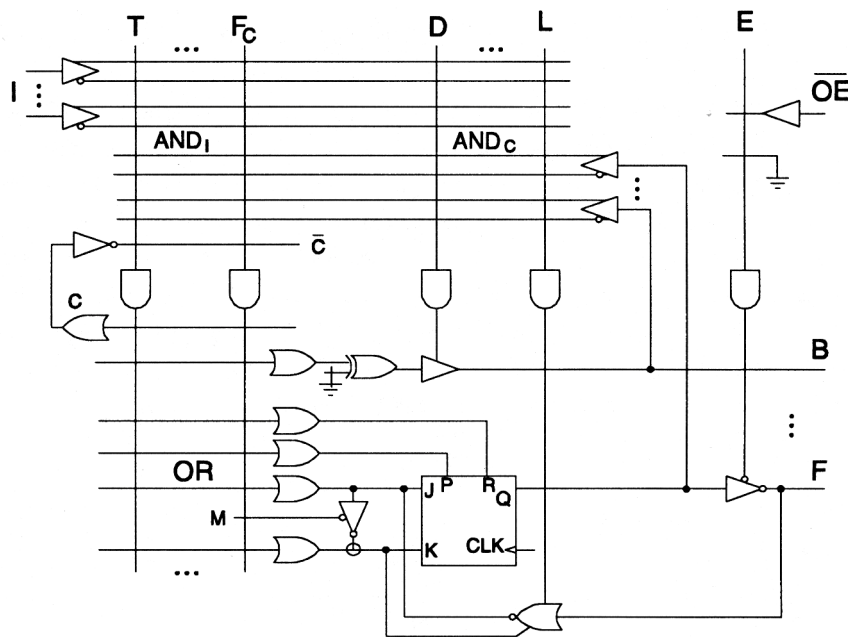 T ... F_C D ... L E
I
OE̅
AND_I AND_C
C̅
C
B
OR
F
M
J P R Q
K CLK
...